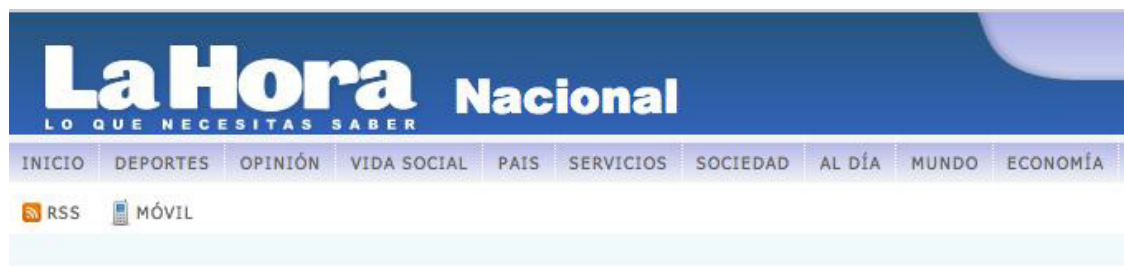 La Hora Nacional
LO QUE NECESITAS SABER
INICIO DEPORTES OPINIÓN VIDA SOCIAL PAIS SERVICIOS SOCIEDAD AL DÍA MUNDO ECONOMÍA
RSS MÓVIL